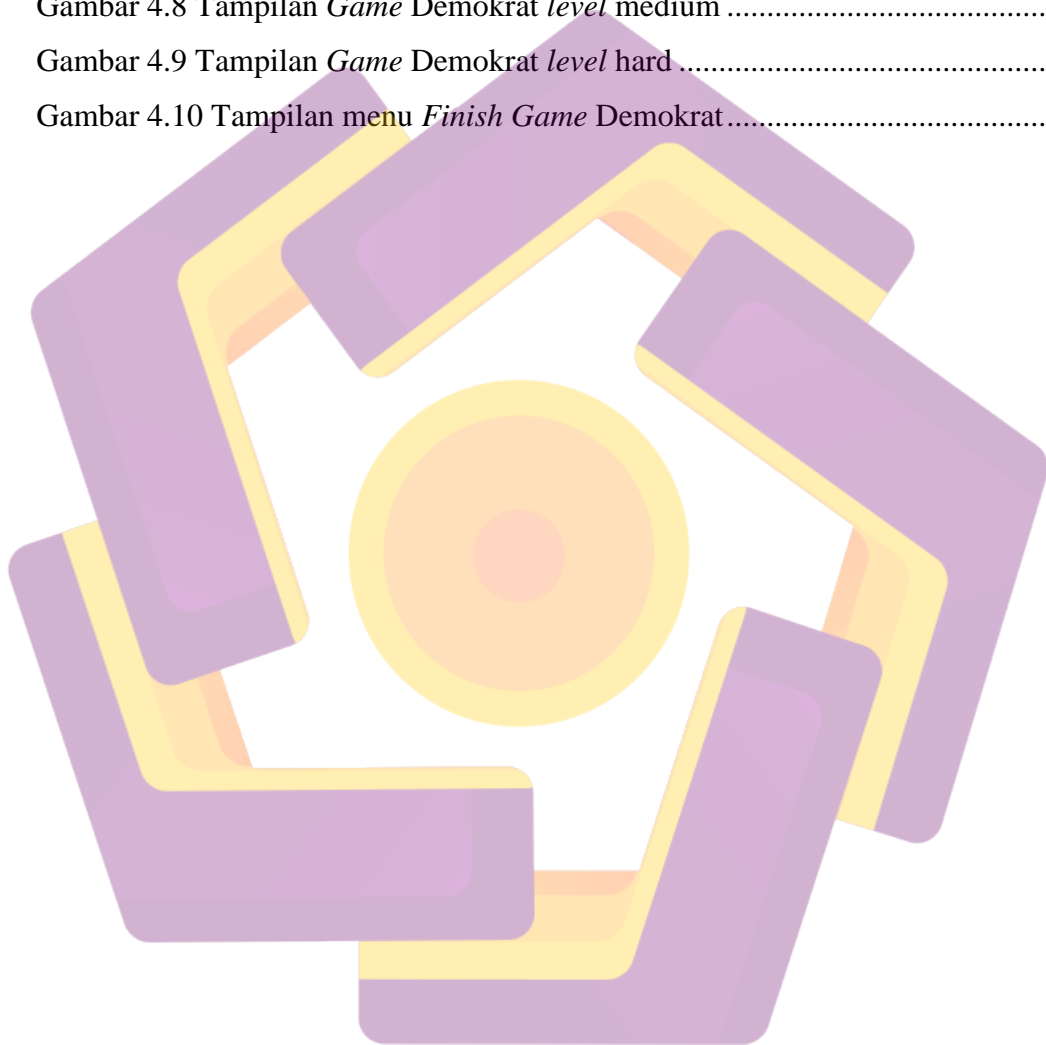 Gambar 4.8 Tampilan Game Demokrat level medium ........................................
Gambar 4.9 Tampilan Game Demokrat level hard ..............................................
Gambar 4.10 Tampilan menu Finish Game Demokrat ........................................